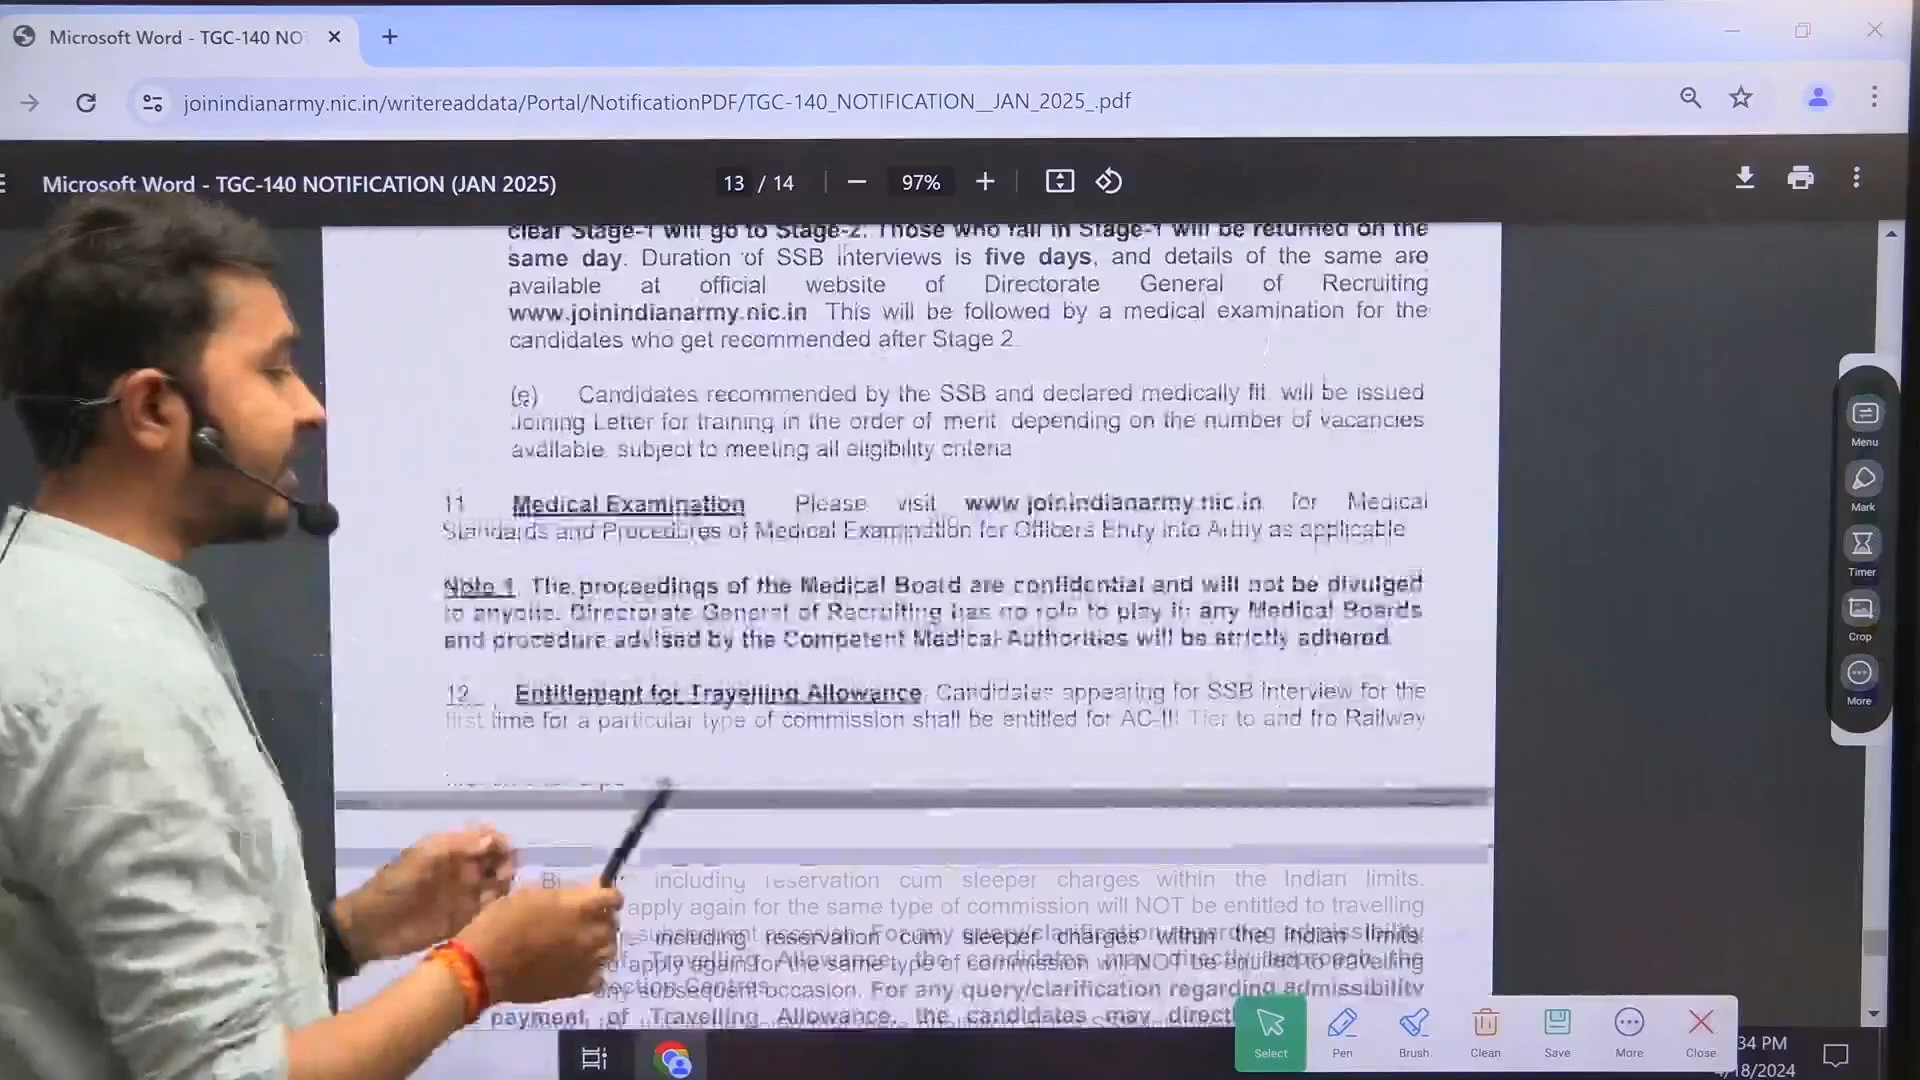 Microsoft Word - TGC-140 NO
joinindianarmy.nic.in/writereaddata/Portal/NotificationPDF/TGC-140_NOTIFICATION__JAN_2025_.pdf
Microsoft Word - TGC-140 NOTIFICATION (JAN 2025)
13 / 14
97%
clear Stage-1 will go to Stage-2. Those who fail in Stage-1 will be returned on the
same day. Duration of SSB interviews is five days, and details of the same are
available at official website of Directorate General of Recruiting
www.joinindianarmy.nic.in This will be followed by a medical examination for the
candidates who get recommended after Stage 2
(e) Candidates recommended by the SSB and declared medically fit, will be issued
Joining Letter for training in the order of merit depending on the number of vacancies
available, subject to meeting all eligibility criteria
11 Medical Examination Please visit www.joinindianarmy.nic.in for Medical
Standards and Procedures of Medical Examination for Officers Entry into Army as applicable
Note 1. The proceedings of the Medical Board are confidential and will not be divulged
to anyone. Directorate General of Recruiting has no role to play in any Medical Boards
and procedure advised by the Competent Medical Authorities will be strictly adhered
12. Entitlement for Travelling Allowance Candidates appearing for SSB interview for the
first time for a particular type of commission shall be entitled for AC-III Tier to and fro Railway
including reservation cum sleeper charges within the Indian limits.
apply again for the same type of commission will NOT be entitled to travelling
including reservation cum sleeper charges within the Indian limits
apply again for the same type of commission will NOT be entitled to travelling
subsequent occasion. For any query/clarification regarding admissibility
payment of Travelling Allowance, the candidates may direct
Menu
Mark
Timer
Crop
More
Select
Pen
Brush
Clean
Save
More
Close
34 PM
4/18/2024